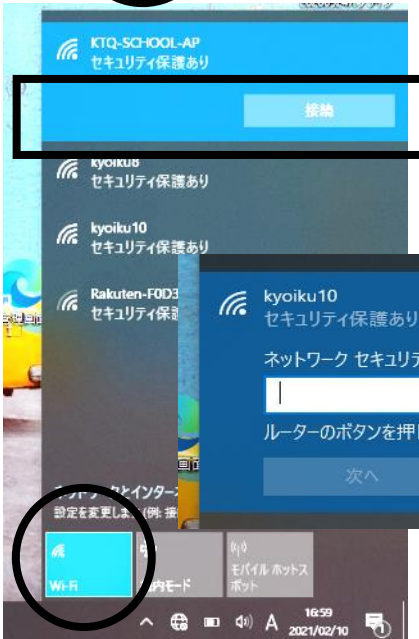 KTQ-SCHOOL-AP
セキュリティ保護あり
接続
kyoiku8
セキュリティ保護あり
kyoiku10
セキュリティ保護あり
Rakuten-F0D3
セキュリティ保
kyoiku10
セキュリティ保護あり
ネットワーク セキュリテ
ルーターのボタンを押
次へ
ネットワークとインター
設定を変更しま (例: 接
Wi-Fi
内モード
モバイル ホットス
ポット
A
16:59
2021/02/10
1